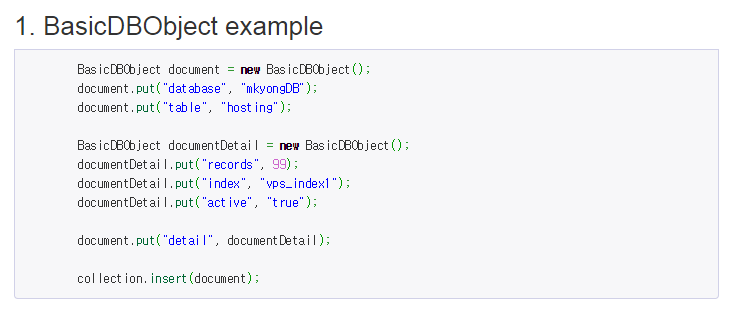 1. BasicDBObject example
BasicDBObject document = new BasicDBObject();
document.put("database", "mkyongDB");
document.put("table", "hosting");
BasicDBObject documentDetail = new BasicDBObject();
documentDetail.put("records", 99);
documentDetail.put("index", "vps_index1");
documentDetail.put("active", "true");
document.put("detail", documentDetail);
collection.insert(document);